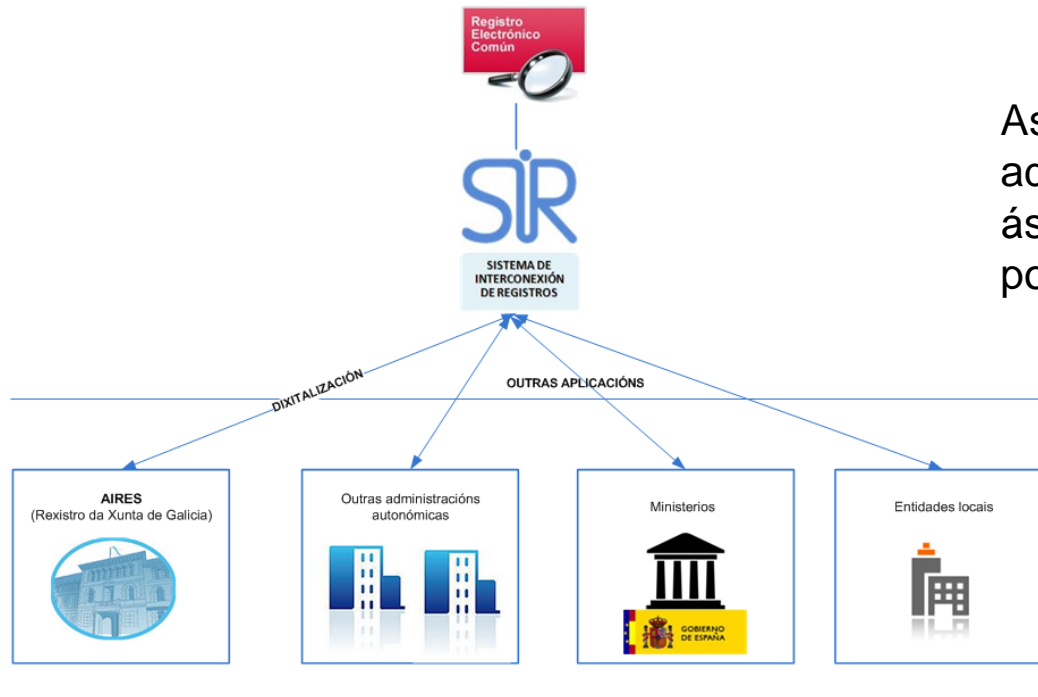 Registro
Electrónico
Común
SIR
SISTEMA DE
INTERCONEXIÓN
DE REGISTROS
DIXITALIZACIÓN
OUTRAS APLICACIÓNS
AIRES
(Rexistro da Xunta de Galicia)
Outras administracións
autonómicas
Ministerios
GOBIERNO
DE ESPAÑA
Entidades locais